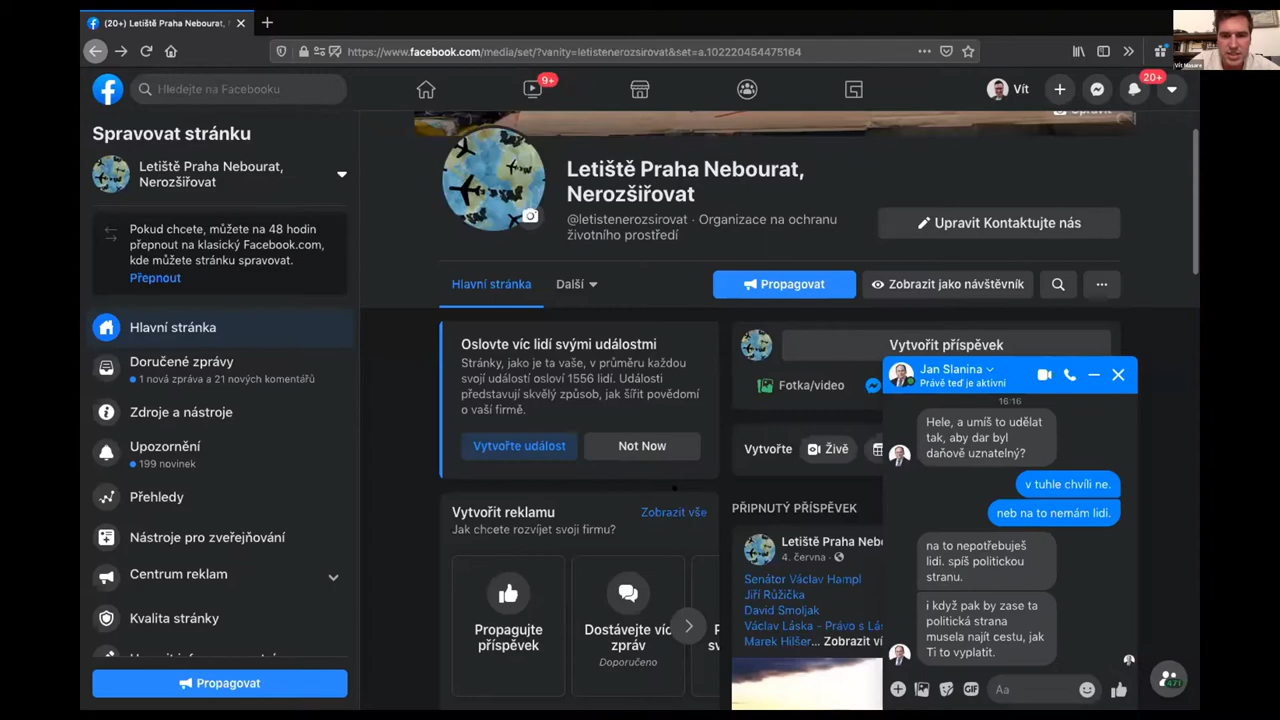 (20+) Letiště Praha Nebourat,
https://www.facebook.com/media/set/?vanity=letistenerozsirovat&set=a.102220454475164
Vít Masare
Hledejte na Facebooku
9+
Vít
20+
Spravovat stránku
Letiště Praha Nebourat,
Nerozšiřovat
Pokud chcete, můžete na 48 hodin
přepnout na klasický Facebook.com,
kde můžete stránku spravovat.
Přepnout
Hlavní stránka
Doručené zprávy
1 nová zpráva a 21 nových komentářů
Zdroje a nástroje
Upozornění
199 novinek
Přehledy
Nástroje pro zveřejňování
Centrum reklam
Kvalita stránky
Propagovat
Upravit
Letiště Praha Nebourat,
Nerozšiřovat
@letistenerozsirovat · Organizace na ochranu
životního prostředí
Upravit Kontaktujte nás
Hlavní stránka
Další
Propagovat
Zobrazit jako návštěvník
Oslovte víc lidí svými událostmi
Stránky, jako je ta vaše, v průměru každou
svojí událostí osloví 1556 lidí. Události
představují skvělý způsob, jak šířit povědomí
o vaší firmě.
Vytvořte událost
Not Now
Vytvořit reklamu
Zobrazit vše
Jak chcete rozvíjet svoji firmu?
Propagujte
příspěvek
Dostávejte víc
zpráv
Doporučeno
Vytvořit příspěvek
Fotka/video
Vytvořte
Živě
PŘIPNUTÝ PŘÍSPĚVEK
Letiště Praha Nebo
4. června ·
Senátor Václav Hampl
Jiří Růžička
David Smoljak
Václav Láska - Právo s Lás
Marek Hilšer... Zobrazit ví
Jan Slanina
Právě teď je aktivní
16:16
Hele, a umíš to udělat
tak, aby dar byl
daňově uznatelný?
v tuhle chvíli ne.
neb na to nemám lidi.
na to nepotřebuješ
lidi. spíš politickou
stranu.
i když pak by zase ta
politická strana
musela najít cestu, jak
Ti to vyplatit.
GIF
Aa